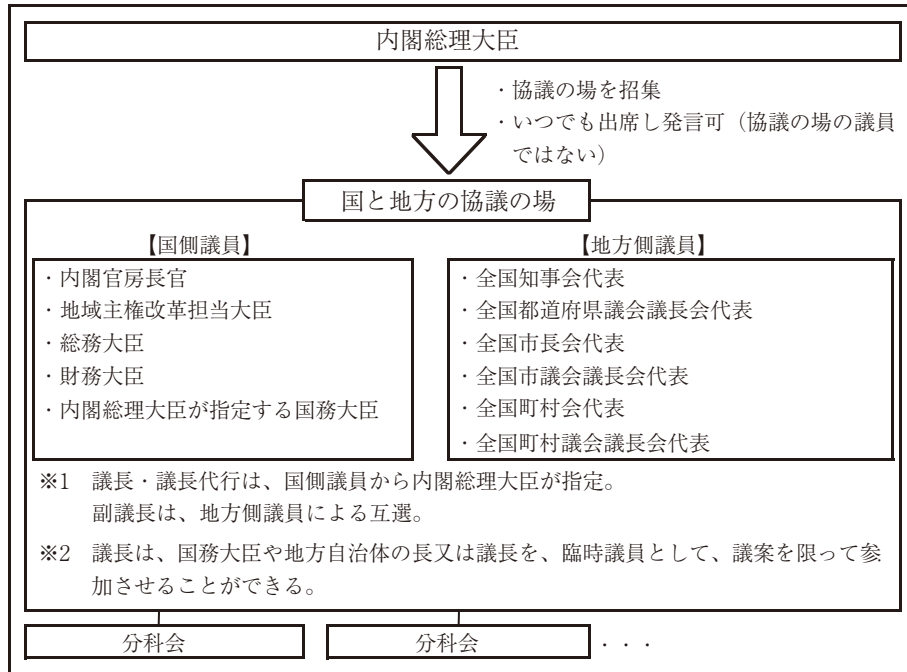 内閣総理大臣
・協議の場を招集
・いつでも出席し発言可（協議の場の議員
ではない）
国と地方の協議の場
【国側議員】
・内閣官房長官
・地域主権改革担当大臣
・総務大臣
・財務大臣
・内閣総理大臣が指定する国務大臣
【地方側議員】
・全国知事会代表
・全国都道府県議会議長会代表
・全国市長会代表
・全国市議会議長会代表
・全国町村会代表
・全国町村議会議長会代表
※1　議長・議長代行は、国側議員から内閣総理大臣が指定。
副議長は、地方側議員による互選。
※2　議長は、国務大臣や地方自治体の長又は議長を、臨時議員として、議案を限って参
加させることができる。
分科会
分科会
・・・